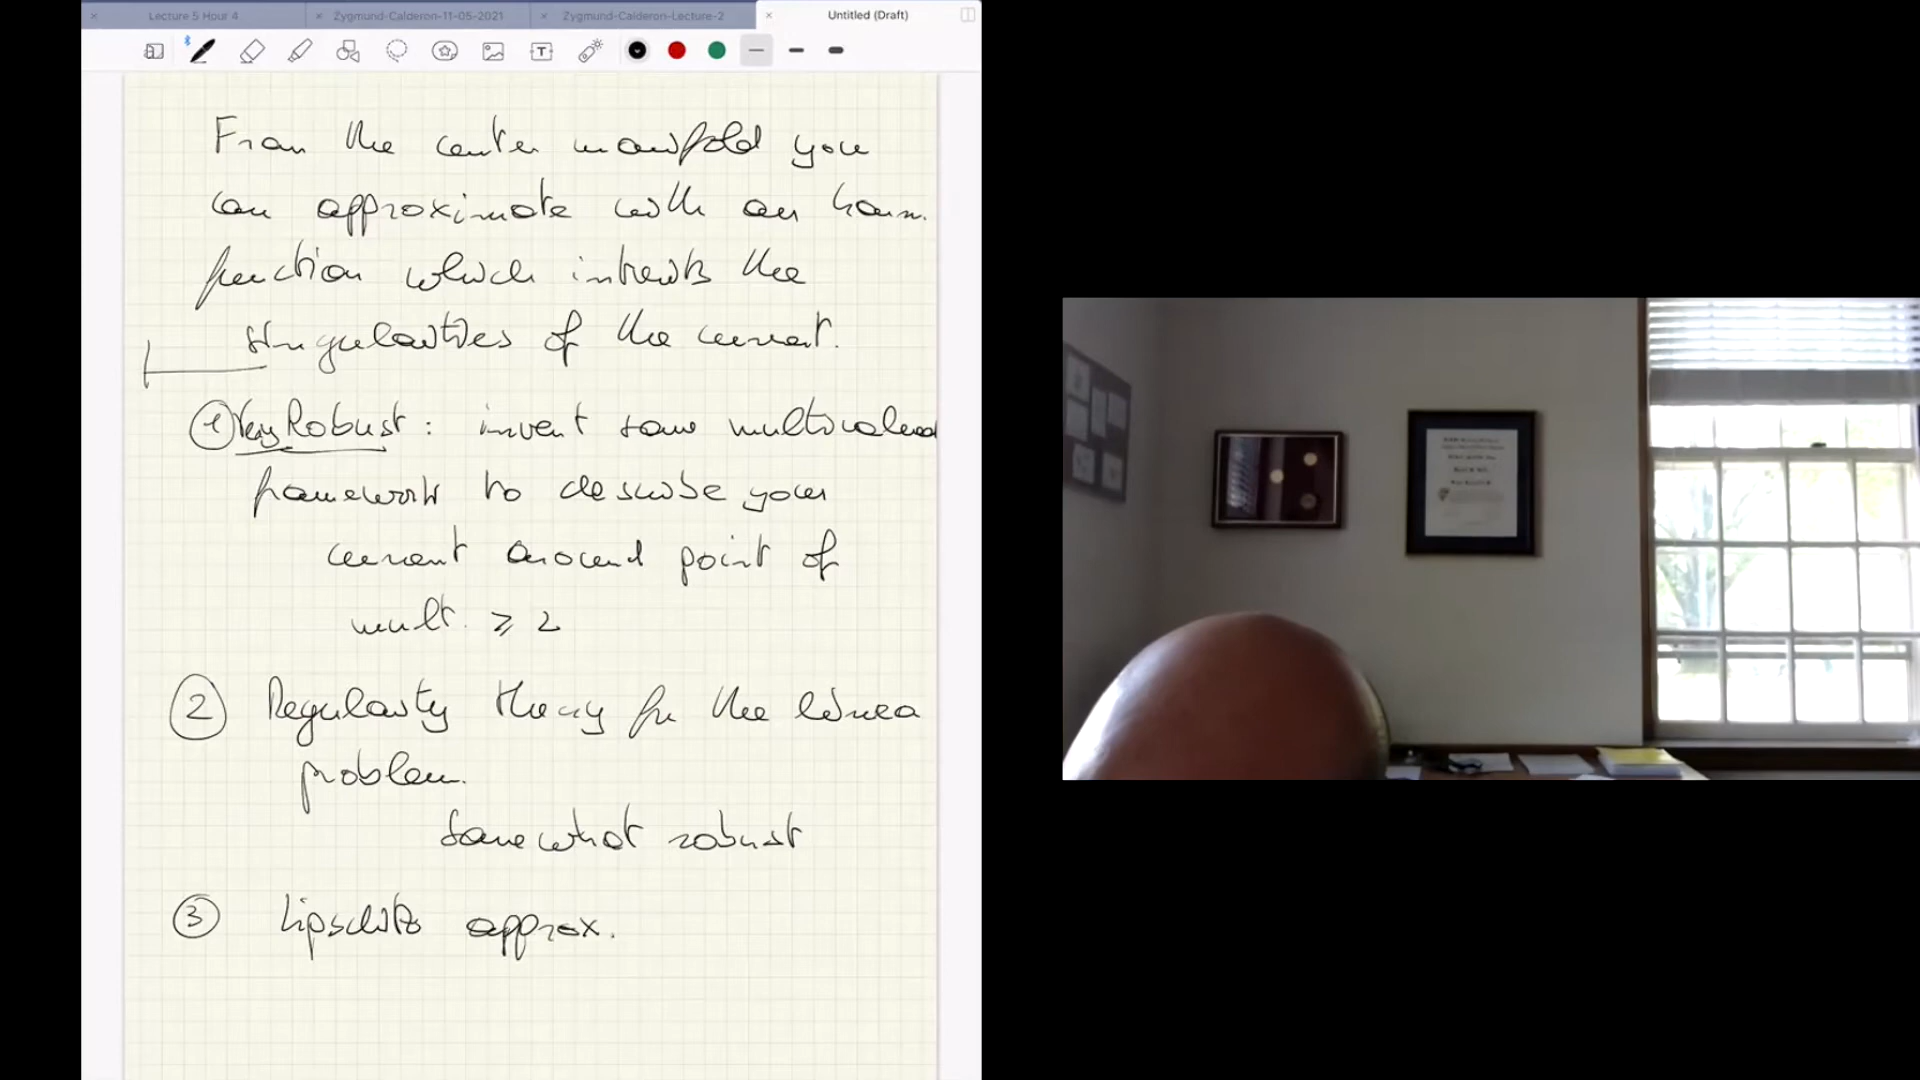 Lecture 5 Hour 4
Zygmund-Calderon-11-05-2021
Zygmund-Calderon-Lecture-2
Untitled (Draft)
From the center manifold you
can approximate with an harm.
function which inherits the
singularities of the current.
1 Very Robust: invent some multivalued
framework to describe your
current around point of
mult. ≥ 2
2 Regularity theory for the linear
problem.
somewhat robust
3 Lipschitz approx.